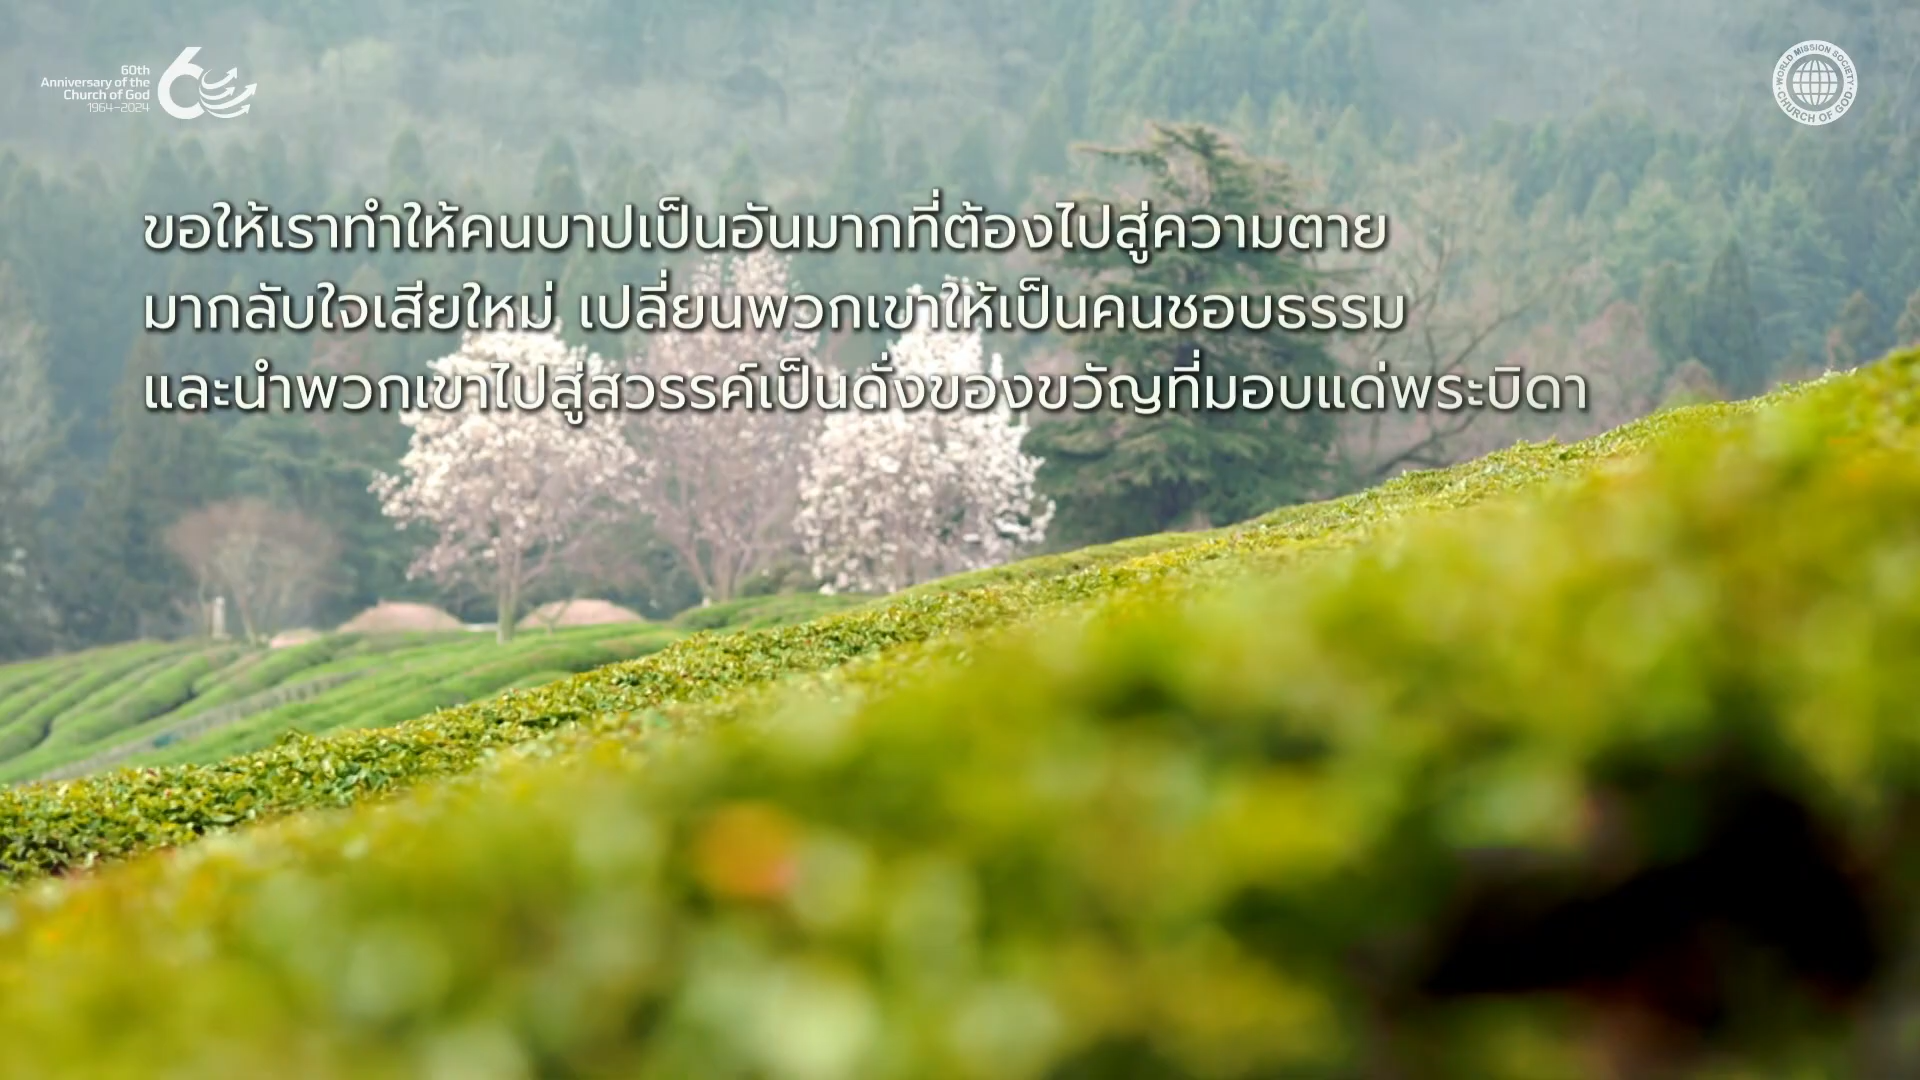 60th
Anniversary of the
Church of God
1964–2024
60
WORLD MISSION SOCIETY
CHURCH OF GOD
ขอให้เราทำให้คนบาปเป็นอันมากที่ต้องไปสู่ความตาย
มากลับใจเสียใหม่ เปลี่ยนพวกเขาให้เป็นคนชอบธรรม
และนำพวกเขาไปสู่สวรรค์เป็นดั่งของขวัญที่มอบแด่พระบิดา